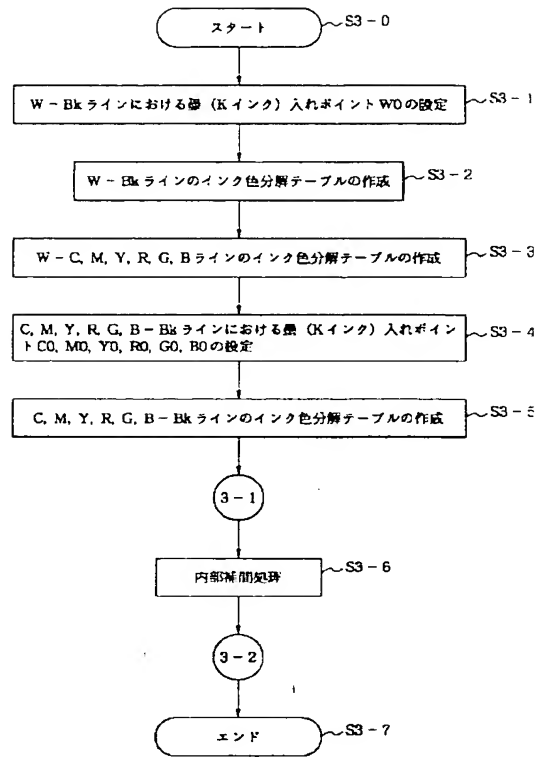 スタート
S3-0
W-Bkラインにおける墨(Kインク)入れポイントW0の設定
S3-1
W-Bkラインのインク色分解テーブルの作成
S3-2
W-C, M, Y, R, G, Bラインのインク色分解テーブルの作成
S3-3
C, M, Y, R, G, B-Bkラインにおける墨(Kインク)入れポイン
トC0, M0, Y0, R0, G0, B0の設定
S3-4
C, M, Y, R, G, B-Bkラインのインク色分解テーブルの作成
S3-5
3-1
内部補間処理
S3-6
3-2
エンド
S3-7